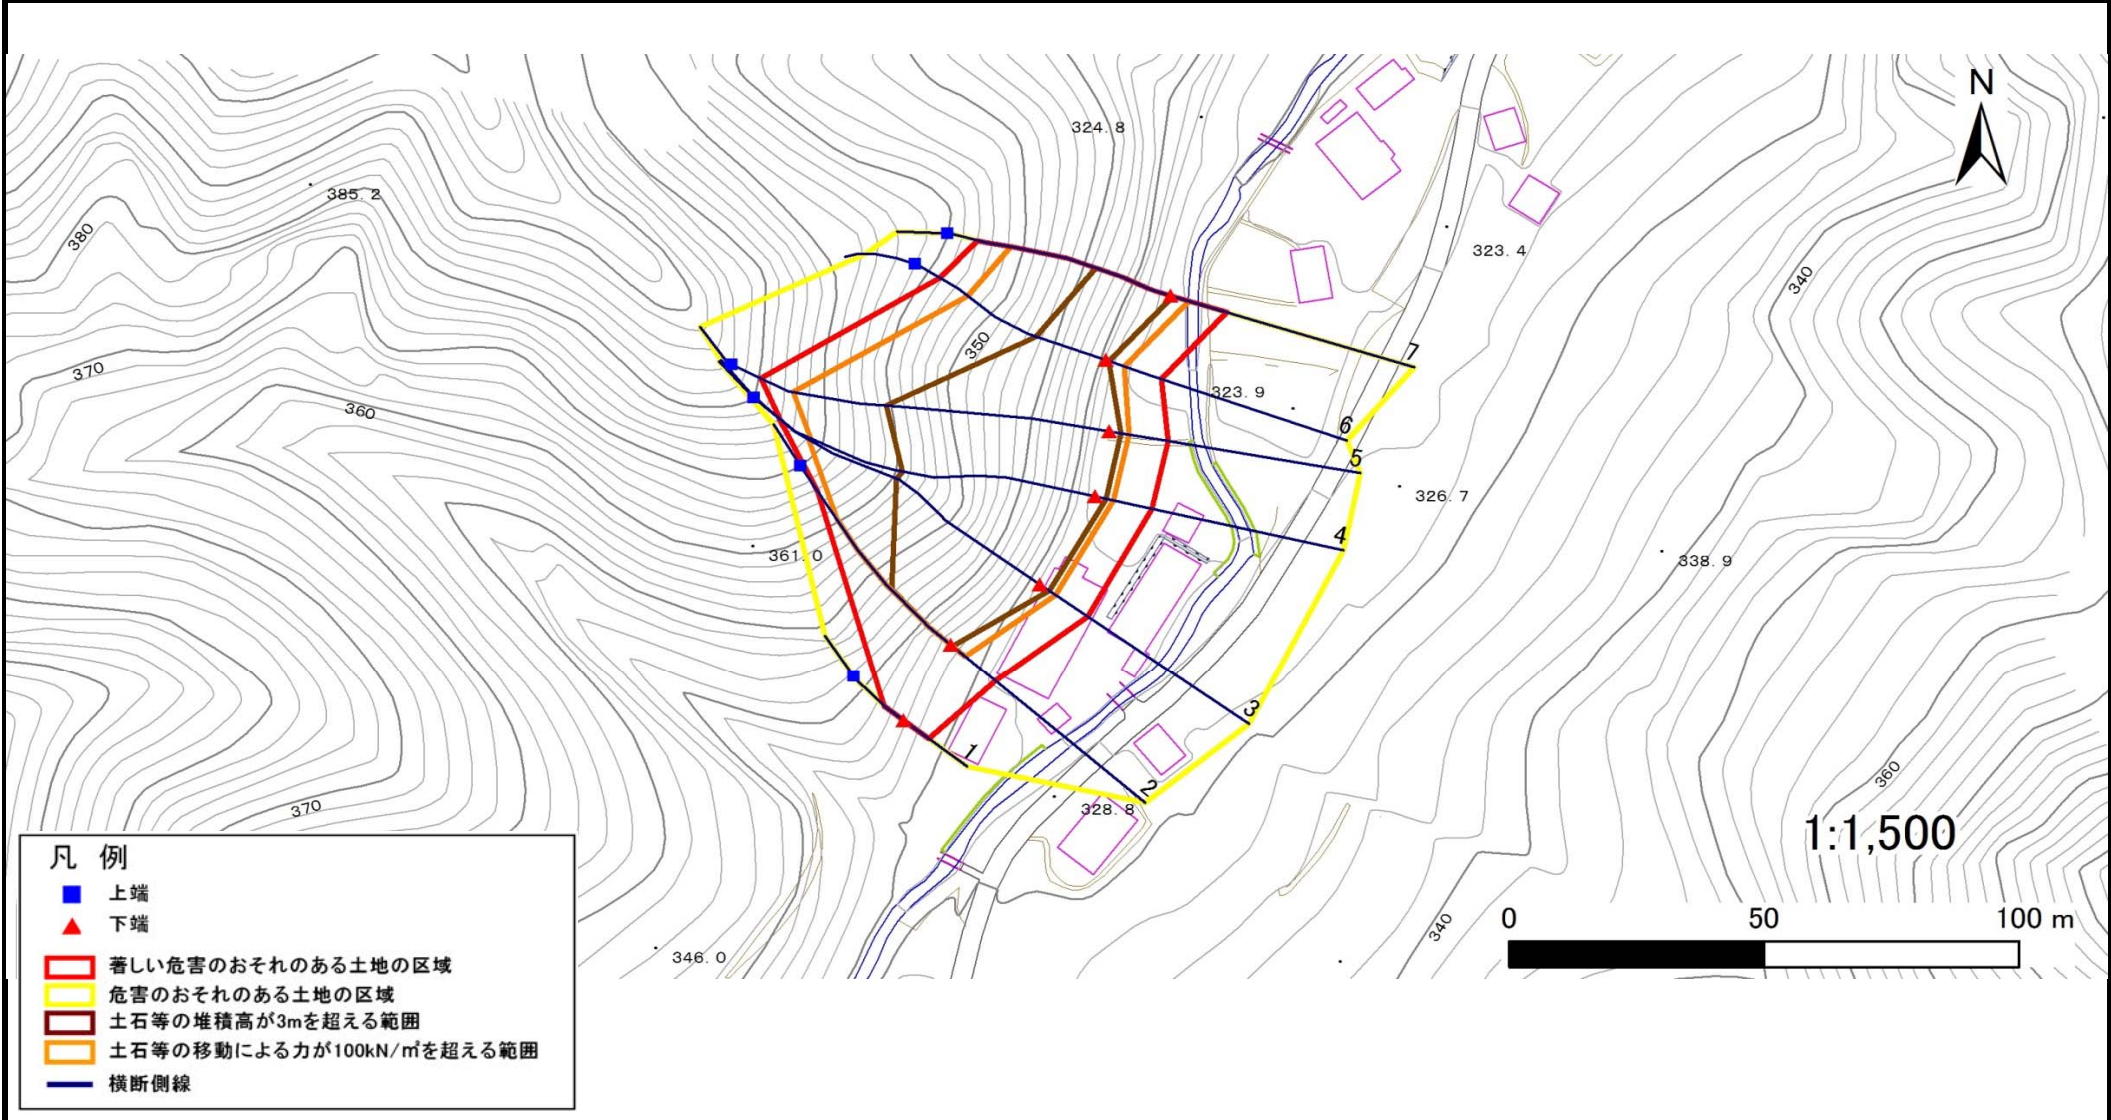 N
324. 8
385. 2
380
323. 4
340
350
370
7
323. 9
360
6
5
326. 7
4
361. 0
338. 9
3
1
2
360
370
328. 8
1:1,500
340
346. 0
0 50 100 m
凡 例
上端
下端
著しい危害のおそれのある土地の区域
危害のおそれのある土地の区域
土石等の堆積高が3mを超える範囲
土石等の移動による力が100kN/㎡を超える範囲
横断側線